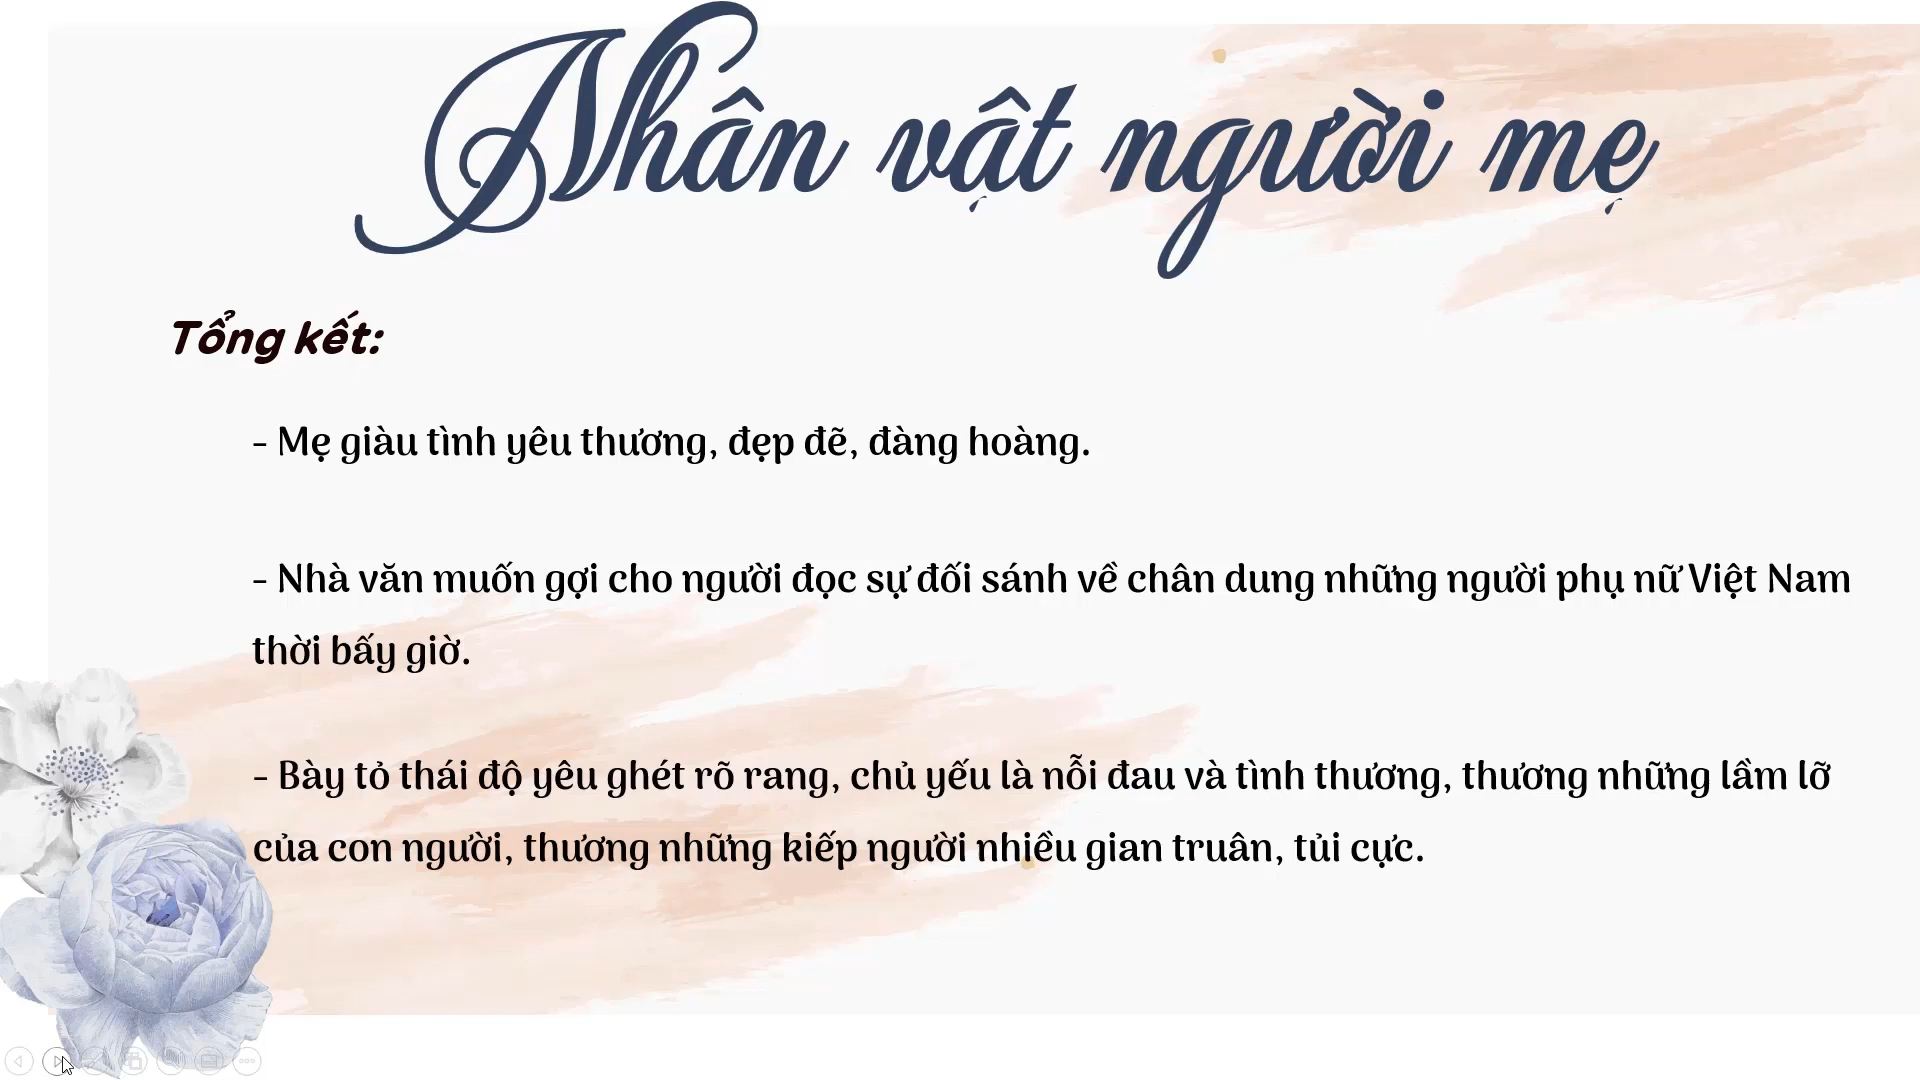 Nhân vật người mẹ
Tổng kết:
- Mẹ giàu tình yêu thương, đẹp đẽ, đàng hoàng.
- Nhà văn muốn gợi cho người đọc sự đối sánh về chân dung những người phụ nữ Việt Nam
thời bấy giờ.
- Bày tỏ thái độ yêu ghét rõ rang, chủ yếu là nỗi đau và tình thương, thương những lầm lỡ
của con người, thương những kiếp người nhiều gian truân, tủi cực.